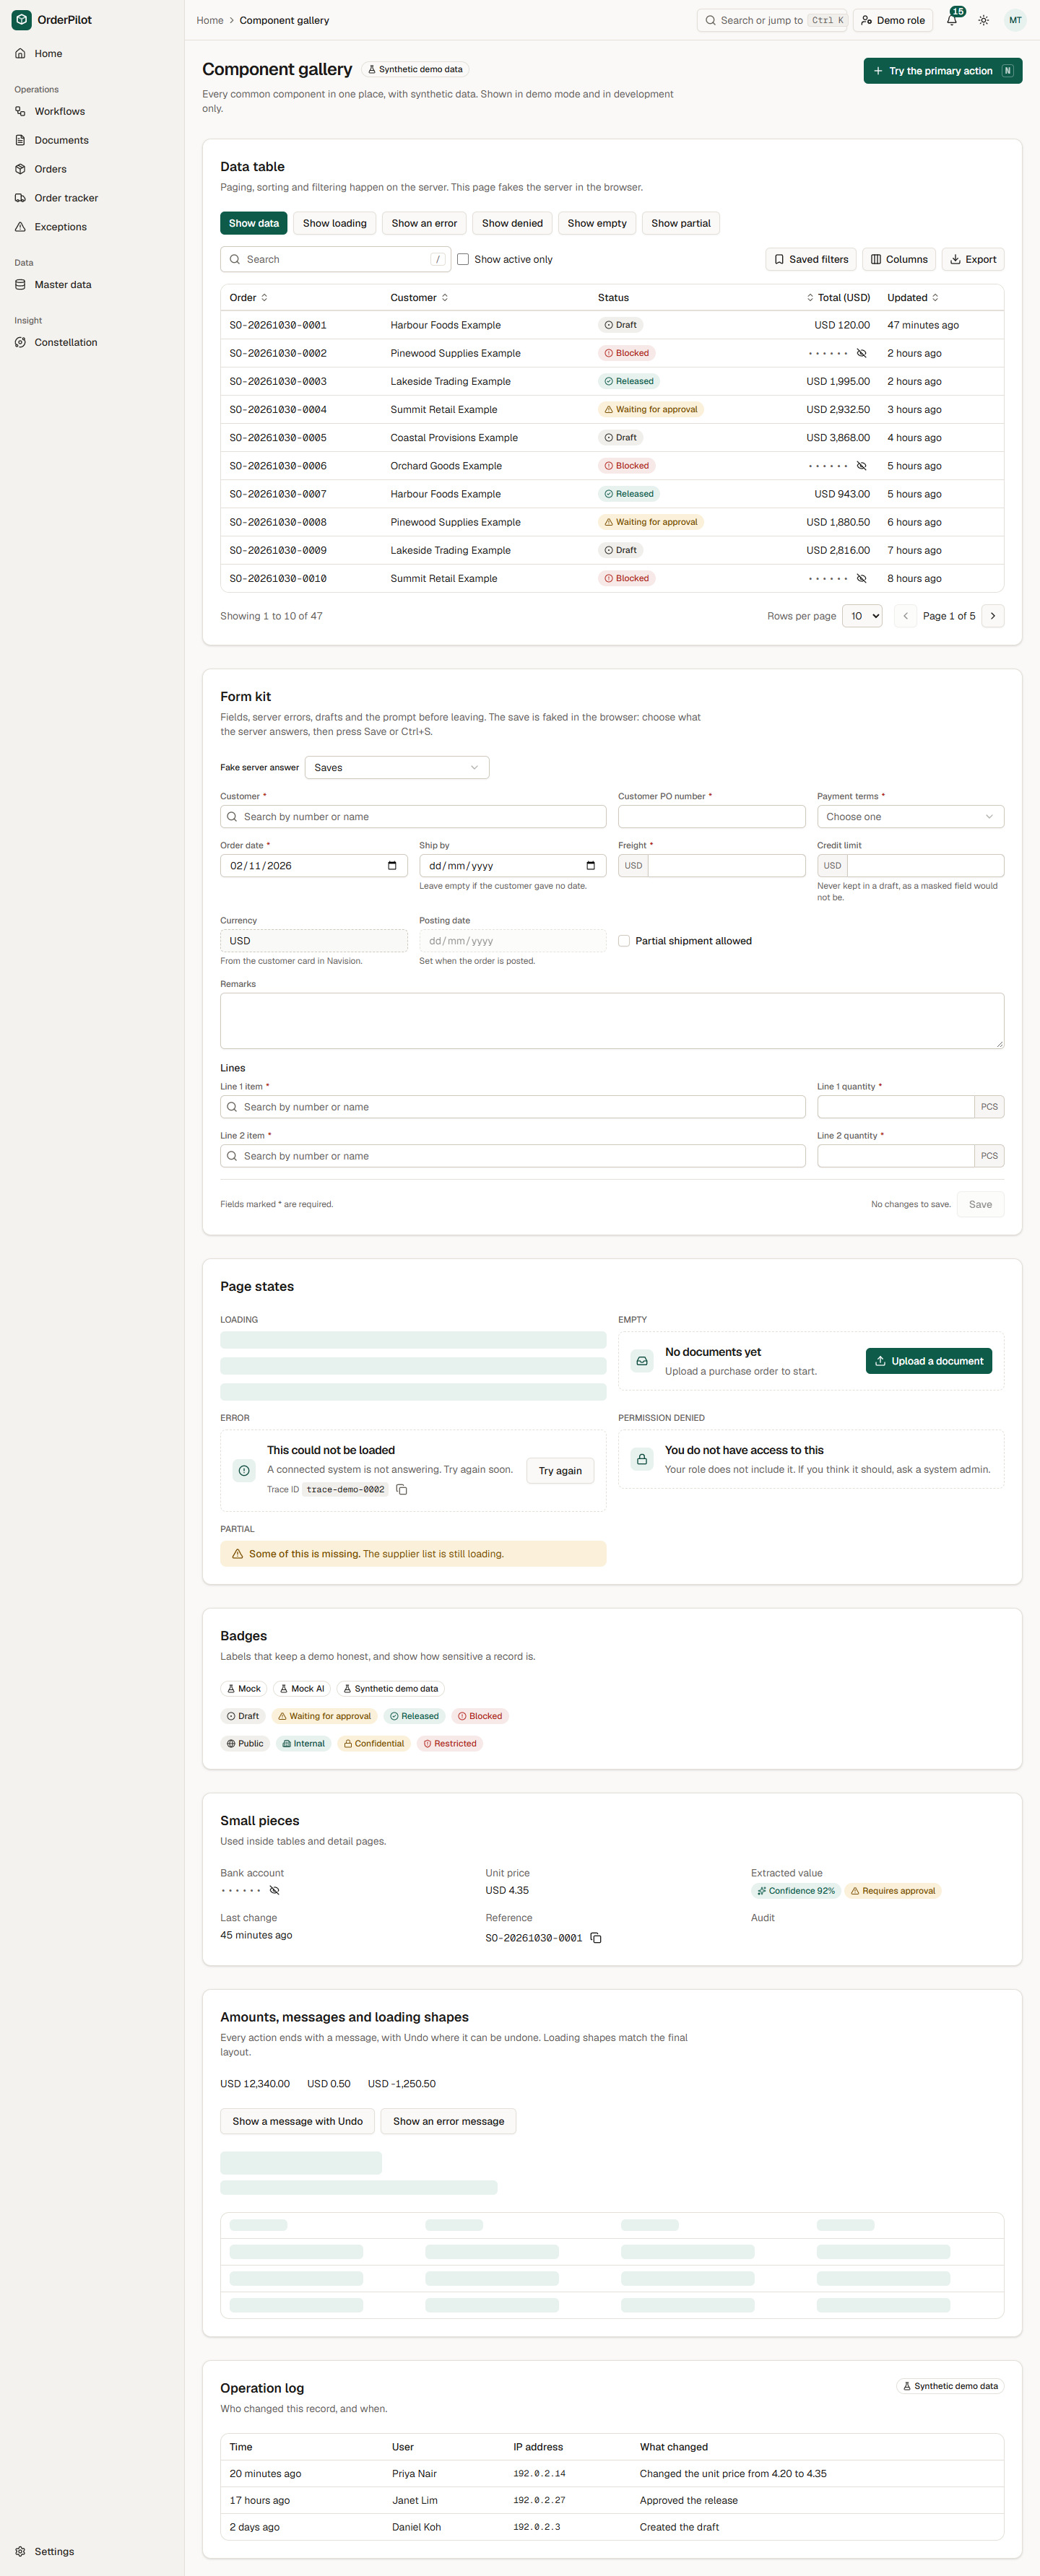 OrderPilot
Home
Operations
Workflows
Documents
Orders
Order tracker
Exceptions
Data
Master data
Insight
Constellation
Settings
Home > Component gallery
Search or jump to Ctrl K
Demo role
15
MT
Component gallery
Synthetic demo data
Try the primary action N
Every common component in one place, with synthetic data. Shown in demo mode and in development
only.
Data table
Paging, sorting and filtering happen on the server. This page fakes the server in the browser.
Show data Show loading Show an error Show denied Show empty Show partial
Search / Show active only Saved filters Columns Export
Order Customer Status Total (USD) Updated
SO-20261030-0001 Harbour Foods Example Draft USD 120.00 47 minutes ago
SO-20261030-0002 Pinewood Supplies Example Blocked •••••• 2 hours ago
SO-20261030-0003 Lakeside Trading Example Released USD 1,995.00 2 hours ago
SO-20261030-0004 Summit Retail Example Waiting for approval USD 2,932.50 3 hours ago
SO-20261030-0005 Coastal Provisions Example Draft USD 3,868.00 4 hours ago
SO-20261030-0006 Orchard Goods Example Blocked •••••• 5 hours ago
SO-20261030-0007 Harbour Foods Example Released USD 943.00 5 hours ago
SO-20261030-0008 Pinewood Supplies Example Waiting for approval USD 1,880.50 6 hours ago
SO-20261030-0009 Lakeside Trading Example Draft USD 2,816.00 7 hours ago
SO-20261030-0010 Summit Retail Example Blocked •••••• 8 hours ago
Showing 1 to 10 of 47 Rows per page 10 Page 1 of 5
Form kit
Fields, server errors, drafts and the prompt before leaving. The save is faked in the browser: choose what
the server answers, then press Save or Ctrl+S.
Fake server answer Saves
Customer * Customer PO number * Payment terms *
Search by number or name Choose one
Order date * Ship by Freight * Credit limit
02/11/2026 dd/mm/yyyy USD USD
Leave empty if the customer gave no date. Never kept in a draft, as a masked field would
not be.
Currency Posting date
USD dd/mm/yyyy Partial shipment allowed
From the customer card in Navision. Set when the order is posted.
Remarks
Lines
Line 1 item * Line 1 quantity *
Search by number or name PCS
Line 2 item * Line 2 quantity *
Search by number or name PCS
Fields marked * are required. No changes to save. Save
Page states
LOADING EMPTY
No documents yet
Upload a purchase order to start.
Upload a document
ERROR PERMISSION DENIED
This could not be loaded
A connected system is not answering. Try again soon.
Trace ID trace-demo-0002
Try again
You do not have access to this
Your role does not include it. If you think it should, ask a system admin.
PARTIAL
Some of this is missing. The supplier list is still loading.
Badges
Labels that keep a demo honest, and show how sensitive a record is.
Mock Mock AI Synthetic demo data
Draft Waiting for approval Released Blocked
Public Internal Confidential Restricted
Small pieces
Used inside tables and detail pages.
Bank account Unit price Extracted value
•••••• USD 4.35 Confidence 92% Requires approval
Last change Reference Audit
45 minutes ago SO-20261030-0001
Amounts, messages and loading shapes
Every action ends with a message, with Undo where it can be undone. Loading shapes match the final
layout.
USD 12,340.00 USD 0.50 USD -1,250.50
Show a message with Undo Show an error message
Operation log
Synthetic demo data
Who changed this record, and when.
Time User IP address What changed
20 minutes ago Priya Nair 192.0.2.14 Changed the unit price from 4.20 to 4.35
17 hours ago Janet Lim 192.0.2.27 Approved the release
2 days ago Daniel Koh 192.0.2.3 Created the draft